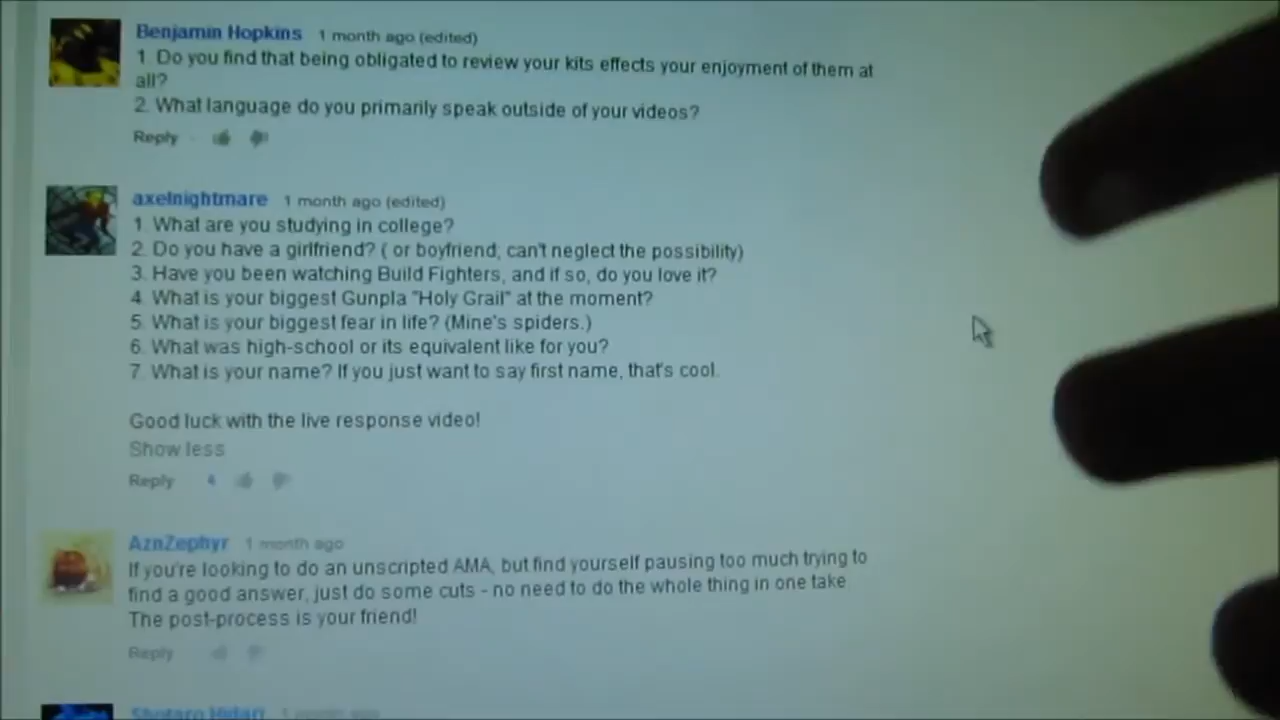 Benjamin Hopkins 1 month ago (edited)
1. Do you find that being obligated to review your kits effects your enjoyment of them at
all?
2. What language do you primarily speak outside of your videos?
Reply
axelnightmare 1 month ago (edited)
1. What are you studying in college?
2. Do you have a girlfriend? ( or boyfriend; can't neglect the possibility)
3. Have you been watching Build Fighters, and if so, do you love it?
4. What is your biggest Gunpla "Holy Grail" at the moment?
5. What is your biggest fear in life? (Mine's spiders.)
6. What was high-school or its equivalent like for you?
7. What is your name? If you just want to say first name, that's cool.
Good luck with the live response video!
Show less
Reply 4
AznZephyr 1 month ago
If you're looking to do an unscripted AMA, but find yourself pausing too much trying to
find a good answer, just do some cuts - no need to do the whole thing in one take
The post-process is your friend!
Reply
Shotaro Hidari 1 month ago